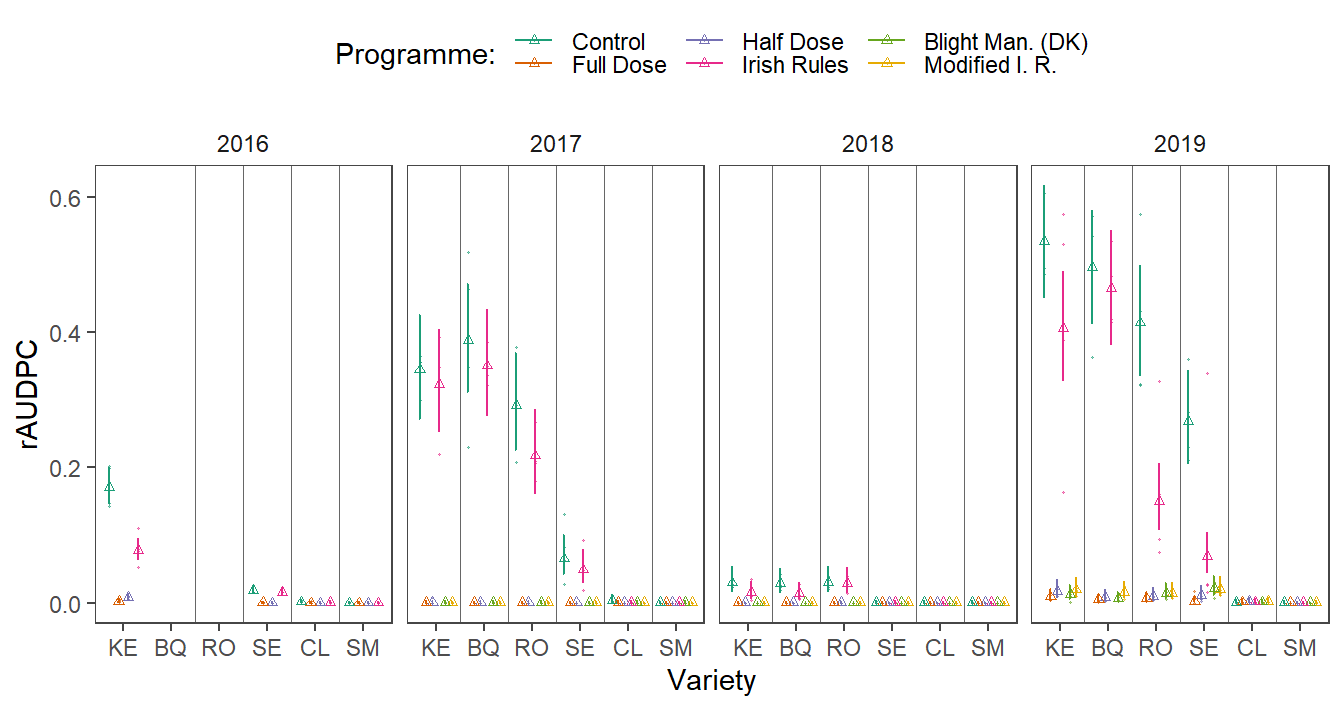 Programme:
Control Half Dose Blight Man. (DK)
Full Dose Irish Rules Modified I. R.
2016 2017 2018 2019
rAUDPC
0.6
0.4
0.2
0.0
KE BQ RO SE CL SM KE BQ RO SE CL SM KE BQ RO SE CL SM KE BQ RO SE CL SM
Variety